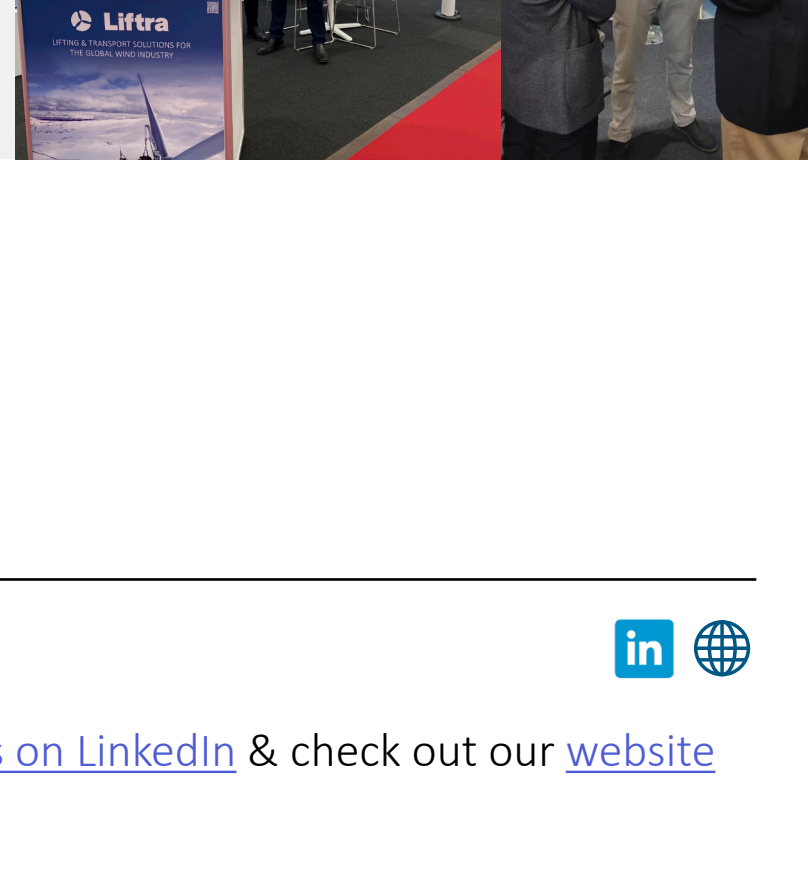 Liftra
LIFTING & TRANSPORT SOLUTIONS FOR
THE GLOBAL WIND INDUSTRY
in
s on LinkedIn & check out our website